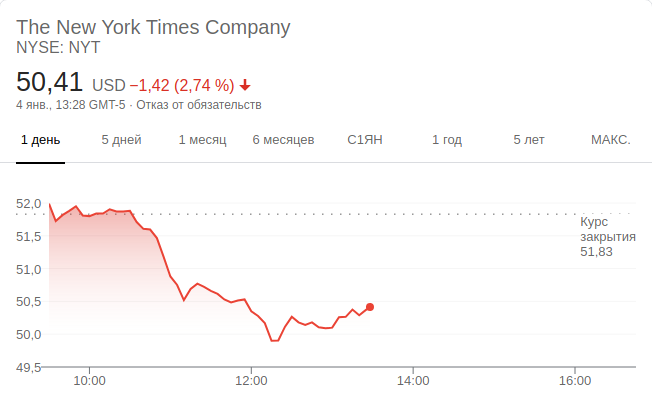 The New York Times Company
NYSE: NYT
50,41 USD −1,42 (2,74 %)
4 янв., 13:28 GMT-5 · Отказ от обязательств
1 день 5 дней 1 месяц 6 месяцев С1ЯН 1 год 5 лет МАКС.
52,0
Курс
закрытия
51,83
51,5
51,0
50,5
50,0
49,5
10:00 12:00 14:00 16:00